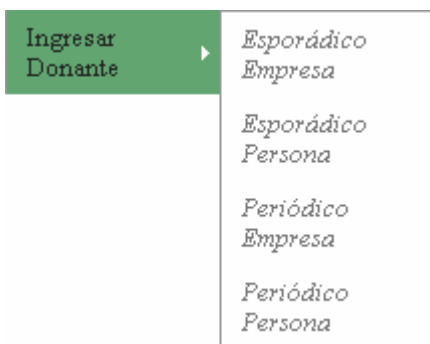 Ingresar
Donante
Esporádico
Empresa
Esporádico
Persona
Periódico
Empresa
Periódico
Persona